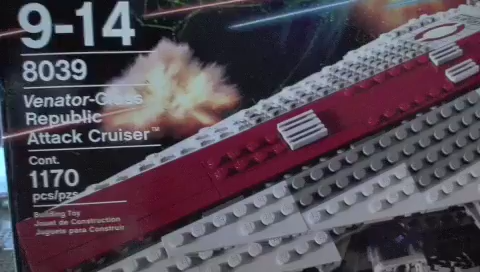 9-14
8039
Venator-Class
Republic
Attack Cruiser™
Cont.
1170
pcs/pzs
Building Toy
Jouet de Construction
Juguete para Construir